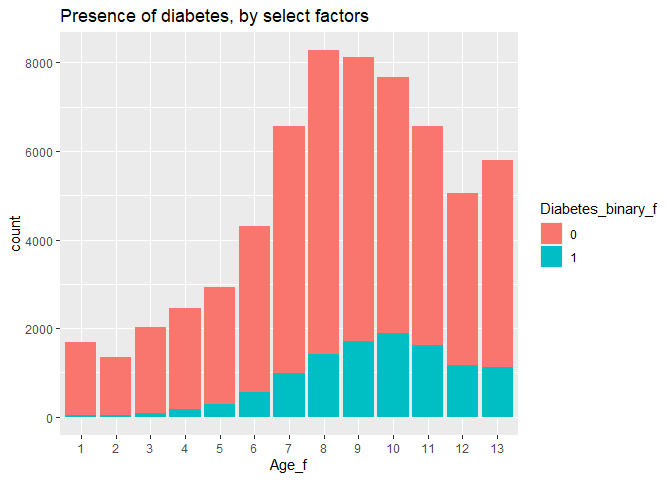 Presence of diabetes, by select factors
8000
6000
4000
2000
0
count
1 2 3 4 5 6 7 8 9 10 11 12 13
Age_f
Diabetes_binary_f
0
1